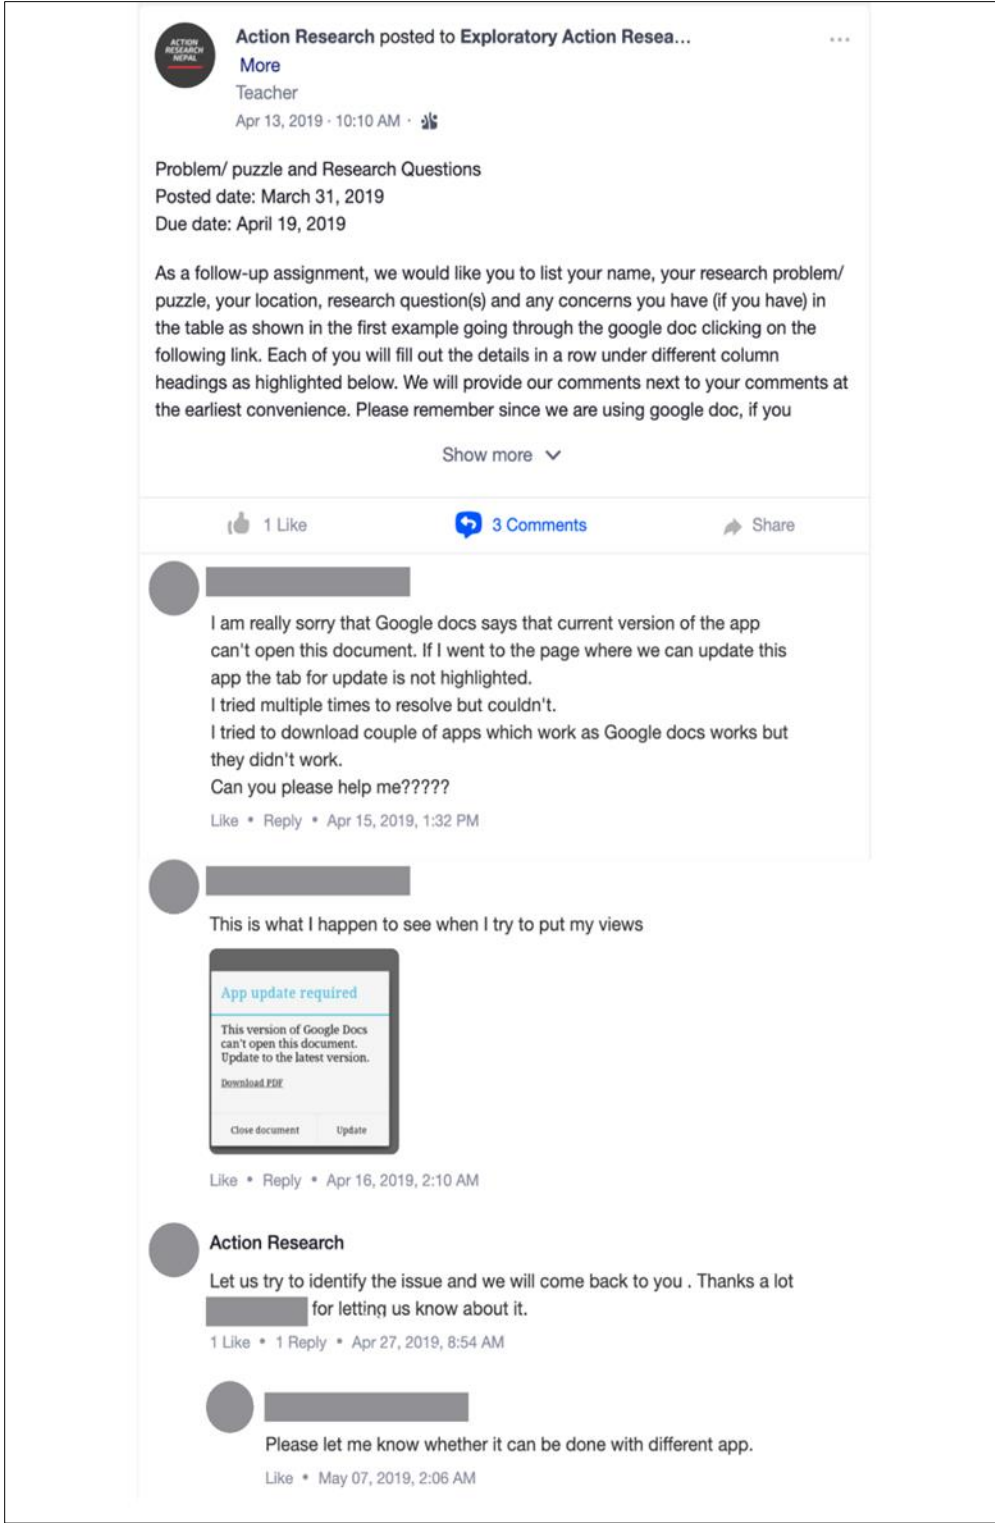 ACTION
RESEARCH
NEPAL
Action Research posted to Exploratory Action Resea...
More
Teacher
Apr 13, 2019 · 10:10 AM ·
Problem/ puzzle and Research Questions
Posted date: March 31, 2019
Due date: April 19, 2019
As a follow-up assignment, we would like you to list your name, your research problem/
puzzle, your location, research question(s) and any concerns you have (if you have) in
the table as shown in the first example going through the google doc clicking on the
following link. Each of you will fill out the details in a row under different column
headings as highlighted below. We will provide our comments next to your comments at
the earliest convenience. Please remember since we are using google doc, if you
Show more
1 Like
3 Comments
Share
I am really sorry that Google docs says that current version of the app
can't open this document. If I went to the page where we can update this
app the tab for update is not highlighted.
I tried multiple times to resolve but couldn't.
I tried to download couple of apps which work as Google docs works but
they didn't work.
Can you please help me?????
Like • Reply • Apr 15, 2019, 1:32 PM
This is what I happen to see when I try to put my views
App update required
This version of Google Docs
can't open this document.
Update to the latest version.
Download PDF
Close document Update
Like • Reply • Apr 16, 2019, 2:10 AM
Action Research
Let us try to identify the issue and we will come back to you . Thanks a lot
for letting us know about it.
1 Like • 1 Reply • Apr 27, 2019, 8:54 AM
Please let me know whether it can be done with different app.
Like • May 07, 2019, 2:06 AM